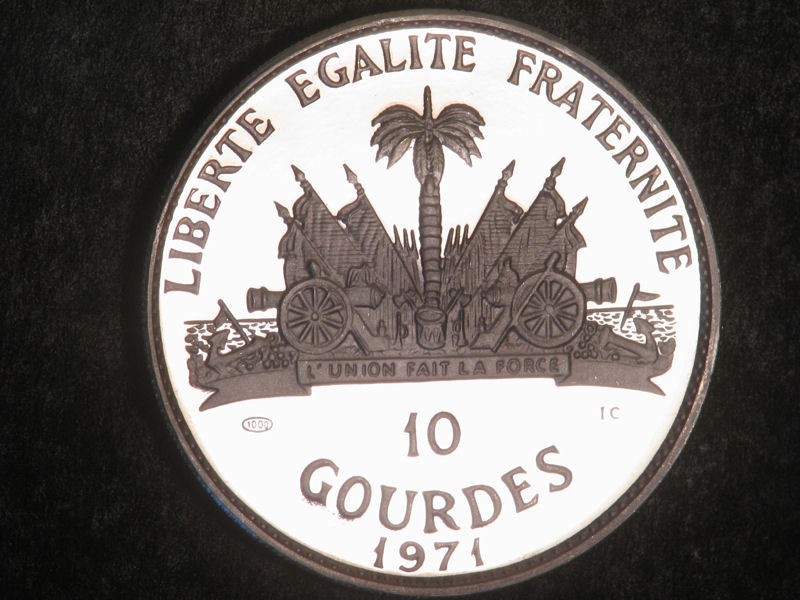 LIBERTE EGALITE FRATERNITE
L'UNION FAIT LA FORCE
1000
IC
10
GOURDES
1971